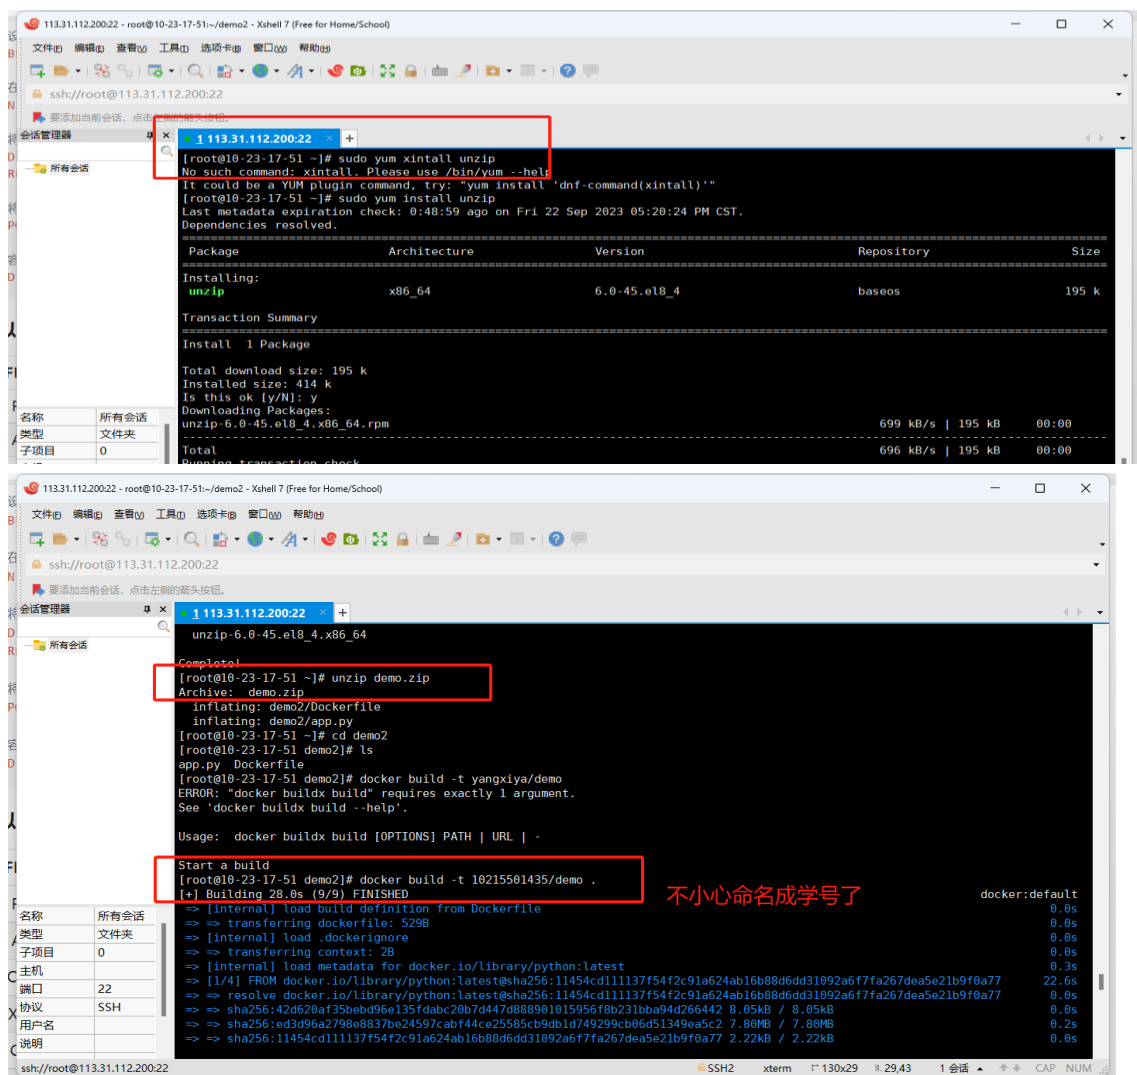 113.31.112.200:22 - root@10-23-17-51:~/demo2 - Xshell 7 (Free for Home/School)
文件(F) 编辑(E) 查看(V) 工具(T) 选项卡(B) 窗口(W) 帮助(H)
ssh://root@113.31.112.200:22
要添加当前会话，点击左侧的箭头按钮。
会话管理器
1 113.31.112.200:22
所有会话
[root@10-23-17-51 ~]# sudo yum xintall unzip
No such command: xintall. Please use /bin/yum --help
It could be a YUM plugin command, try: "yum install 'dnf-command(xintall)'"
[root@10-23-17-51 ~]# sudo yum install unzip
Last metadata expiration check: 0:48:59 ago on Fri 22 Sep 2023 05:20:24 PM CST.
Dependencies resolved.
Package Architecture Version Repository Size
Installing:
unzip x86_64 6.0-45.el8_4 baseos 195 k
Transaction Summary
Install 1 Package
Total download size: 195 k
Installed size: 414 k
Is this ok [y/N]: y
Downloading Packages:
unzip-6.0-45.el8_4.x86_64.rpm 699 kB/s | 195 kB 00:00
Total 696 kB/s | 195 kB 00:00
Running transaction check
名称 所有会话
类型 文件夹
子项目 0
113.31.112.200:22 - root@10-23-17-51:~/demo2 - Xshell 7 (Free for Home/School)
文件(F) 编辑(E) 查看(V) 工具(T) 选项卡(B) 窗口(W) 帮助(H)
ssh://root@113.31.112.200:22
要添加当前会话，点击左侧的箭头按钮。
会话管理器
1 113.31.112.200:22
所有会话
unzip-6.0-45.el8_4.x86_64
Complete!
[root@10-23-17-51 ~]# unzip demo.zip
Archive: demo.zip
inflating: demo2/Dockerfile
inflating: demo2/app.py
[root@10-23-17-51 ~]# cd demo2
[root@10-23-17-51 demo2]# ls
app.py Dockerfile
[root@10-23-17-51 demo2]# docker build -t yangxiya/demo
ERROR: "docker buildx build" requires exactly 1 argument.
See 'docker buildx build --help'.
Usage: docker buildx build [OPTIONS] PATH | URL | -
Start a build
[root@10-23-17-51 demo2]# docker build -t 10215501435/demo .
不小心命名成学号了
[+] Building 28.0s (9/9) FINISHED docker:default
=> [internal] load build definition from Dockerfile 0.0s
=> => transferring dockerfile: 529B 0.0s
=> [internal] load .dockerignore 0.0s
=> => transferring context: 2B 0.0s
=> [internal] load metadata for docker.io/library/python:latest 0.3s
=> [1/4] FROM docker.io/library/python:latest@sha256:11454cd111137f54f2c91a624ab16b88d6dd31092a6f7fa267dea5e21b9f0a77 22.6s
=> => resolve docker.io/library/python:latest@sha256:11454cd111137f54f2c91a624ab16b88d6dd31092a6f7fa267dea5e21b9f0a77 0.0s
=> => sha256:42d620af35bebd96e135fdabc20b7d447d888901015956f8b231bba94d266442 8.05kB / 8.05kB 0.0s
=> => sha256:ed3d96a2798e8837be24597cabf44ce25585cb9db1d749299cb06d51349ea5c2 7.80MB / 7.80MB 0.2s
=> => sha256:11454cd111137f54f2c91a624ab16b88d6dd31092a6f7fa267dea5e21b9f0a77 2.22kB / 2.22kB 0.0s
名称 所有会话
类型 文件夹
子项目 0
主机
端口 22
协议 SSH
用户名
说明
ssh://root@113.31.112.200:22 SSH2 xterm 130x29 29,43 1 会话 CAP NUM